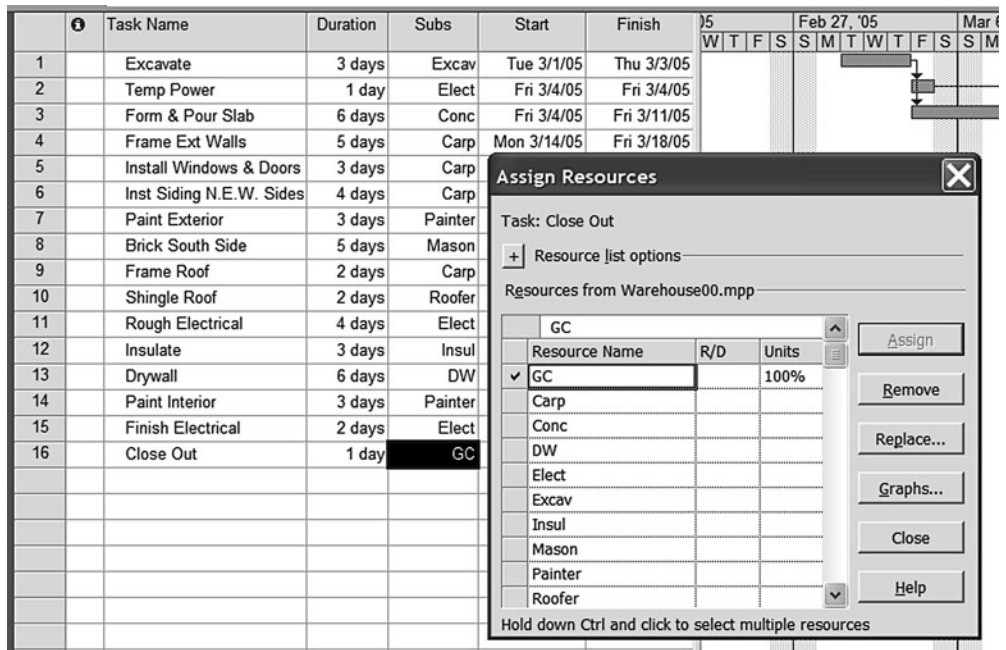 Task Name Duration Subs Start Finish 05 Feb 27, '05 Mar 6
W T F S S M T W T F S S M
1 Excavate 3 days Excav Tue 3/1/05 Thu 3/3/05
2 Temp Power 1 day Elect Fri 3/4/05 Fri 3/4/05
3 Form & Pour Slab 6 days Conc Fri 3/4/05 Fri 3/11/05
4 Frame Ext Walls 5 days Carp Mon 3/14/05 Fri 3/18/05
5 Install Windows & Doors 3 days Carp
6 Inst Siding N.E.W. Sides 4 days Carp
7 Paint Exterior 3 days Painter
8 Brick South Side 5 days Mason
9 Frame Roof 2 days Carp
10 Shingle Roof 2 days Roofer
11 Rough Electrical 4 days Elect
12 Insulate 3 days Insul
13 Drywall 6 days DW
14 Paint Interior 3 days Painter
15 Finish Electrical 2 days Elect
16 Close Out 1 day GC
Assign Resources
Task: Close Out
+ Resource list options
Resources from Warehouse00.mpp
GC
Resource Name R/D Units
GC 100%
Carp
Conc
DW
Elect
Excav
Insul
Mason
Painter
Roofer
Assign
Remove
Replace...
Graphs...
Close
Help
Hold down Ctrl and click to select multiple resources